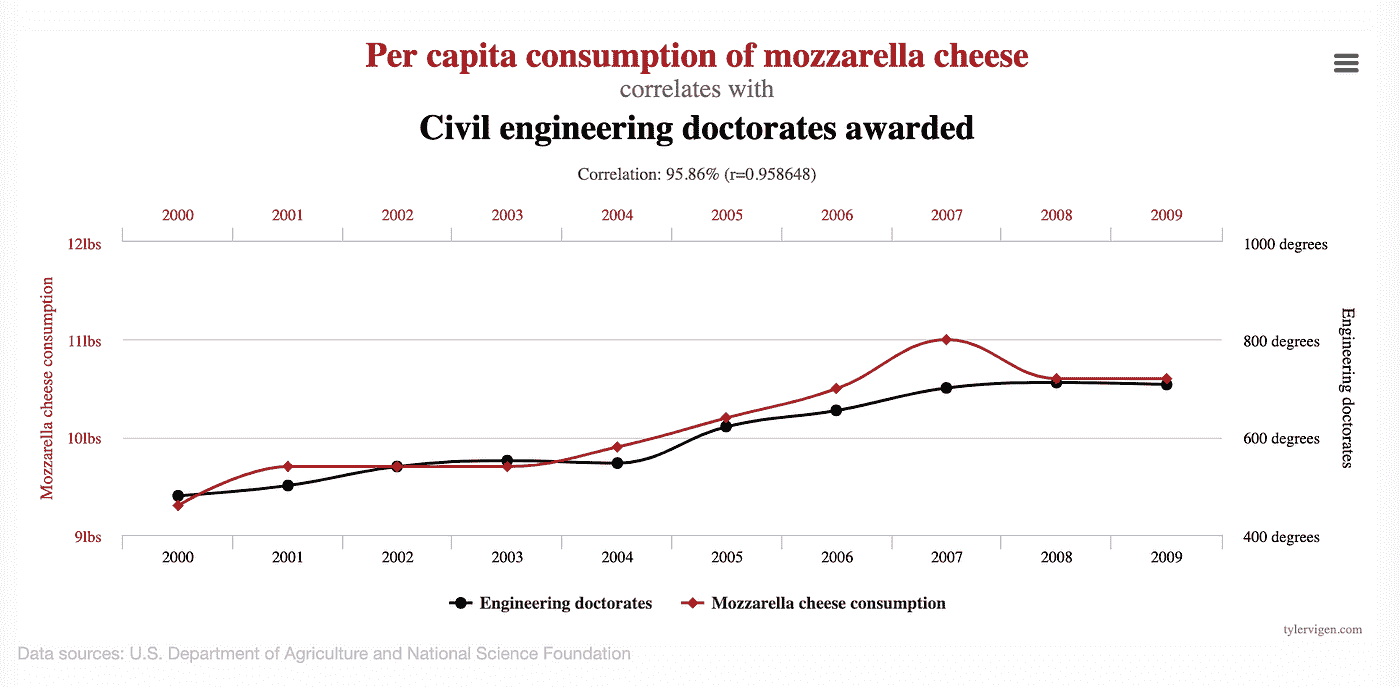 Per capita consumption of mozzarella cheese
correlates with
Civil engineering doctorates awarded
Correlation: 95.86% (r=0.958648)
2000 2001 2002 2003 2004 2005 2006 2007 2008 2009
12lbs 1000 degrees
11lbs 800 degrees
10lbs 600 degrees
9lbs 400 degrees
Mozzarella cheese consumption
Engineering doctorates
2000 2001 2002 2003 2004 2005 2006 2007 2008 2009
Engineering doctorates Mozzarella cheese consumption
tylervigen.com
Data sources: U.S. Department of Agriculture and National Science Foundation